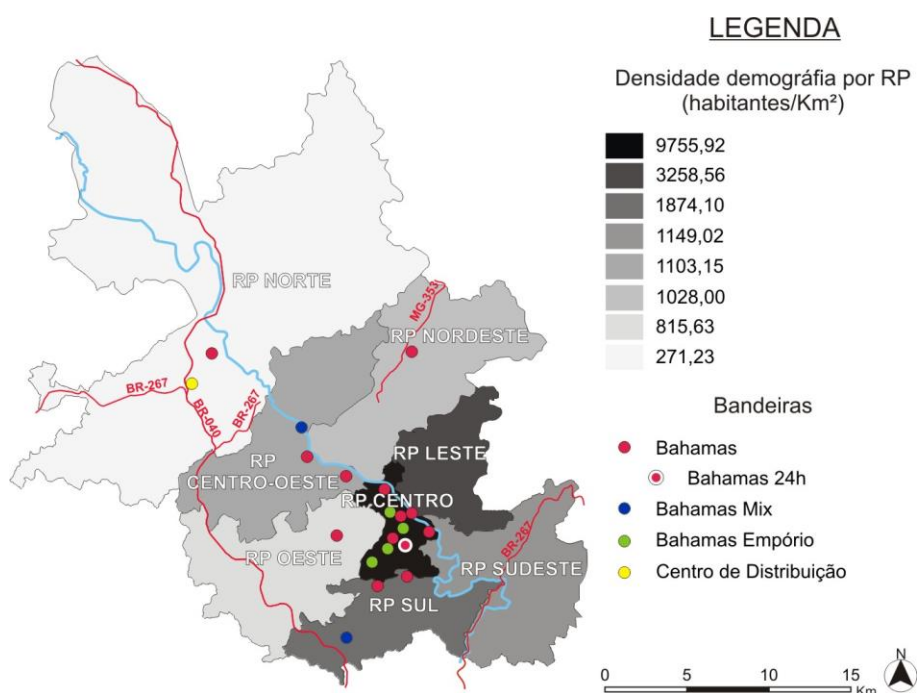 LEGENDA
Densidade demográfia por RP
(habitantes/Km²)
9755,92
3258,56
1874,10
1149,02
1103,15
1028,00
815,63
271,23
Bandeiras
Bahamas
Bahamas 24h
Bahamas Mix
Bahamas Empório
Centro de Distribuição
RP NORTE
MG-353
RP NORDESTE
BR-267
BR-040
BR-267
RP LESTE
RP
CENTRO-OESTE
RP CENTRO
RP OESTE
BR-267
RP SUDESTE
RP SUL
N
0 5 10 15
Km